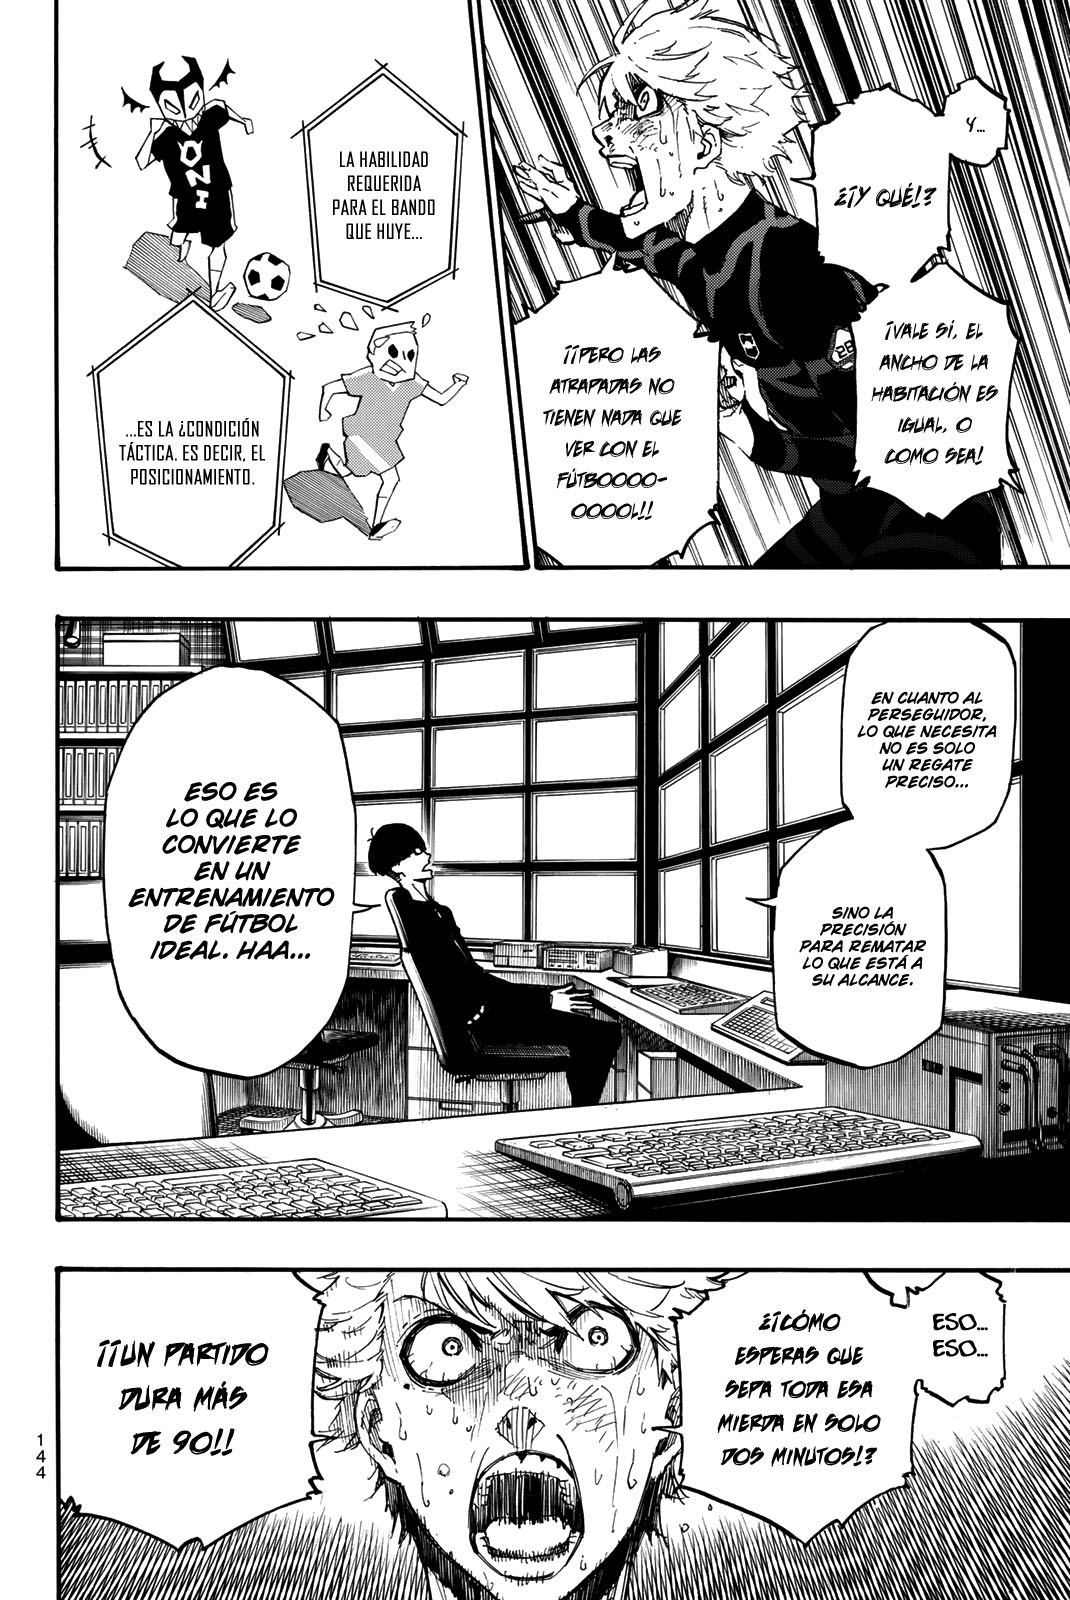 Y...
¿¡Y QUÉ!?
¡VALE SÍ, EL
ANCHO DE LA
HABITACIÓN ES
IGUAL, O
COMO SEA!
¡¡PERO LAS
ATRAPADAS NO
TIENEN NADA QUE
VER CON EL
FÚTBOOOO-
OOOOL!!
28
LA HABILIDAD
REQUERIDA
PARA EL BANDO
QUE HUYE...
ONI
...ES LA ¿CONDICIÓN
TÁCTICA. ES DECIR, EL
POSICIONAMIENTO.
EN CUANTO AL
PERSEGUIDOR,
LO QUE NECESITA
NO ES SOLO
UN REGATE
PRECISO...
SINO LA
PRECISIÓN
PARA REMATAR
LO QUE ESTÁ A
SU ALCANCE.
ESO ES
LO QUE LO
CONVIERTE
EN UN
ENTRENAMIENTO
DE FÚTBOL
IDEAL. HAA...
ESO...
ESO...
¿¡CÓMO
ESPERAS QUE
SEPA TODA ESA
MIERDA EN SOLO
DOS MINUTOS!?
¡¡UN PARTIDO
DURA MÁS
DE 90!!
144